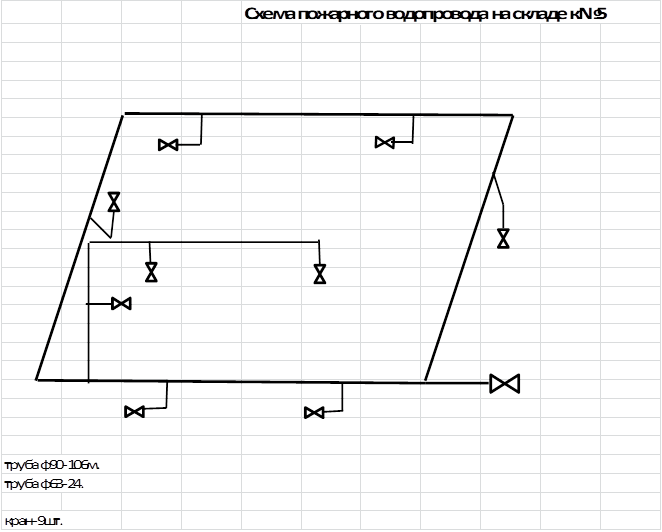 Схема пожарного водопровода на складе к№5
труба ф90-106м.
труба ф63-24.
кран-9шт.